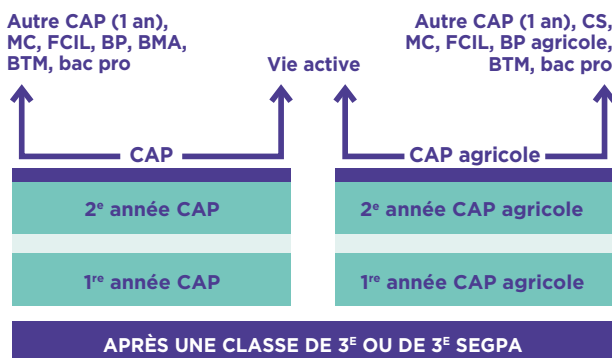 Autre CAP (1 an),
MC, FCIL, BP, BMA,
BTM, bac pro
Vie active
Autre CAP (1 an), CS,
MC, FCIL, BP agricole,
BTM, bac pro
CAP
CAP agricole
2e année CAP
2e année CAP agricole
1re année CAP
1re année CAP agricole
APRÈS UNE CLASSE DE 3E OU DE 3E SEGPA